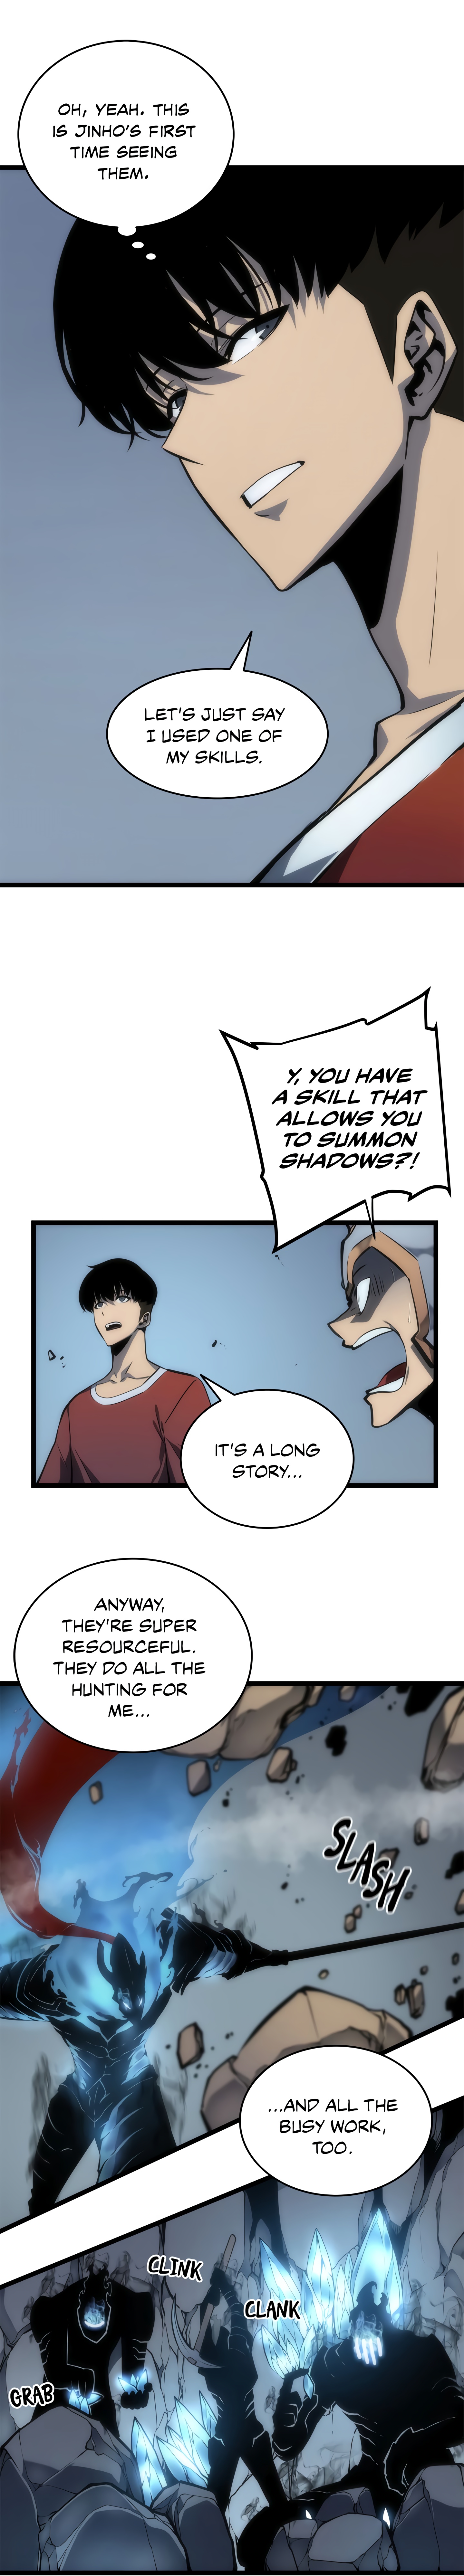 OH, YEAH. THIS
IS JINHO'S FIRST
TIME SEEING
THEM.
LET'S JUST SAY
I USED ONE OF
MY SKILLS.
Y, YOU HAVE
A SKILL THAT
ALLOWS YOU
TO SUMMON
SHADOWS?!
IT'S A LONG
STORY...
ANYWAY,
THEY'RE SUPER
RESOURCEFUL.
THEY DO ALL THE
HUNTING FOR
ME...
SLASH
...AND ALL THE
BUSY WORK,
TOO.
CLINK
CLANK
GRAB